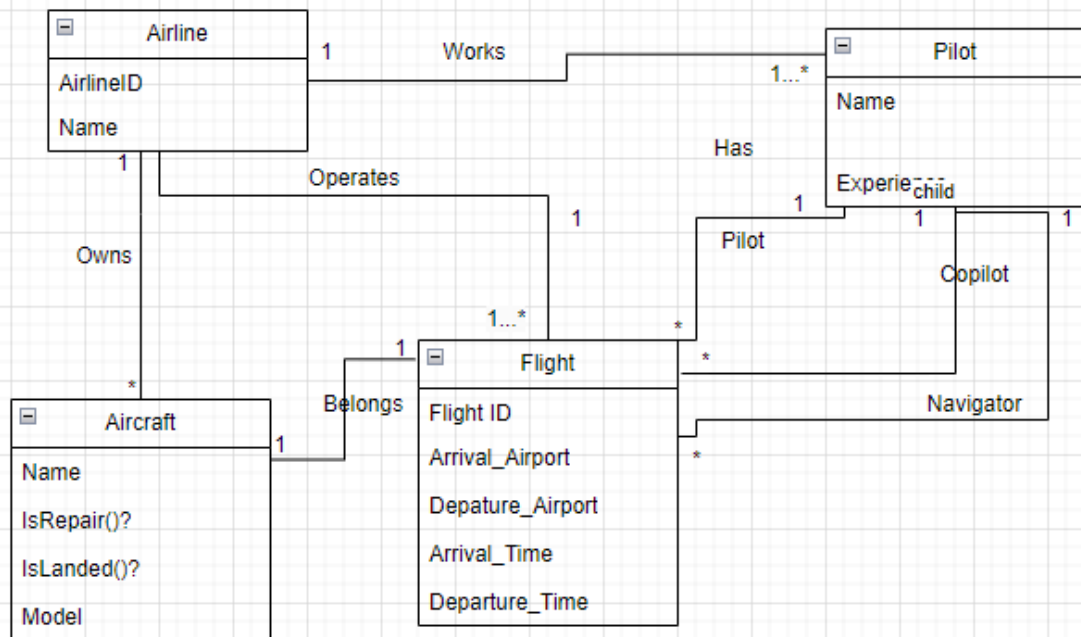 Airline
AirlineID
Name
1
Works
1...*
Pilot
Name
child
1
Operates
1
1...*
Owns
*
Has
1
Pilot
*
1
Copilot
*
1
Navigator
*
Aircraft
Name
IsRepair()?
IsLanded()?
Model
1
Belongs
1
Flight
Flight ID
Arrival_Airport
Depature_Airport
Arrival_Time
Departure_Time